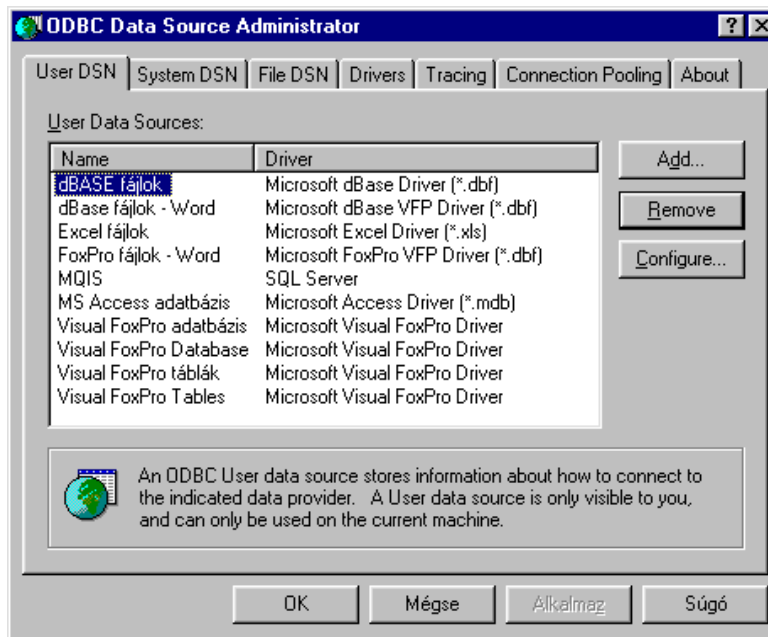 ODBC Data Source Administrator
User DSN System DSN File DSN Drivers Tracing Connection Pooling About
User Data Sources:
Name Driver
dBASE fájlok Microsoft dBase Driver (*.dbf)
dBase fájlok - Word Microsoft dBase VFP Driver (*.dbf)
Excel fájlok Microsoft Excel Driver (*.xls)
FoxPro fájlok - Word Microsoft FoxPro VFP Driver (*.dbf)
MQIS SQL Server
MS Access adatbázis Microsoft Access Driver (*.mdb)
Visual FoxPro adatbázis Microsoft Visual FoxPro Driver
Visual FoxPro Database Microsoft Visual FoxPro Driver
Visual FoxPro táblák Microsoft Visual FoxPro Driver
Visual FoxPro Tables Microsoft Visual FoxPro Driver
Add...
Remove
Configure...
An ODBC User data source stores information about how to connect to
the indicated data provider. A User data source is only visible to you,
and can only be used on the current machine.
OK Mégse Alkalmaz Súgó